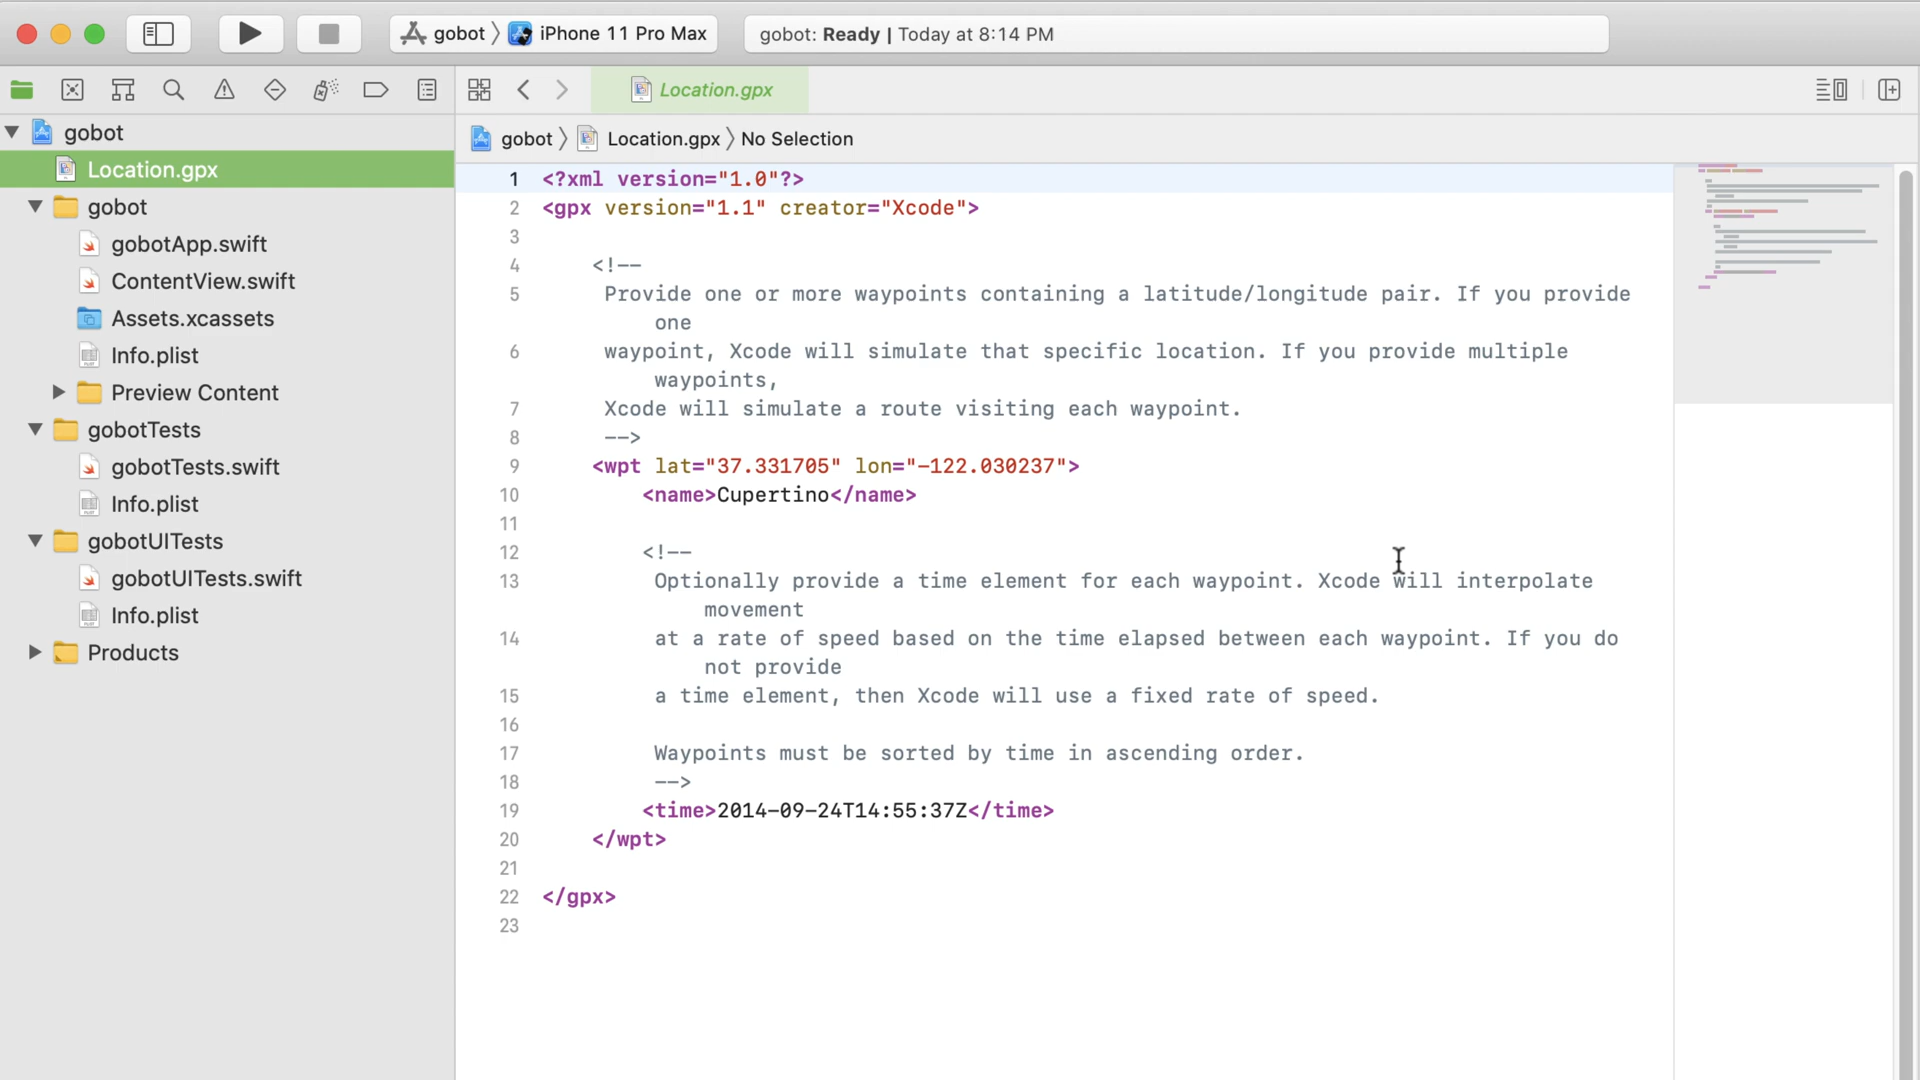 gobot 〉 iPhone 11 Pro Max
gobot: Ready | Today at 8:14 PM
Location.gpx
gobot
Location.gpx
gobot
gobotApp.swift
ContentView.swift
Assets.xcassets
Info.plist
Preview Content
gobotTests
gobotTests.swift
Info.plist
gobotUITests
gobotUITests.swift
Info.plist
Products
gobot 〉 Location.gpx 〉 No Selection
1 <?xml version="1.0"?>
2 <gpx version="1.1" creator="Xcode">
3
4 <!--
5 Provide one or more waypoints containing a latitude/longitude pair. If you provide
one
6 waypoint, Xcode will simulate that specific location. If you provide multiple
waypoints,
7 Xcode will simulate a route visiting each waypoint.
8 -->
9 <wpt lat="37.331705" lon="-122.030237">
10 <name>Cupertino</name>
11
12 <!--
13 Optionally provide a time element for each waypoint. Xcode will interpolate
movement
14 at a rate of speed based on the time elapsed between each waypoint. If you do
not provide
15 a time element, then Xcode will use a fixed rate of speed.
16
17 Waypoints must be sorted by time in ascending order.
18 -->
19 <time>2014-09-24T14:55:37Z</time>
20 </wpt>
21
22 </gpx>
23